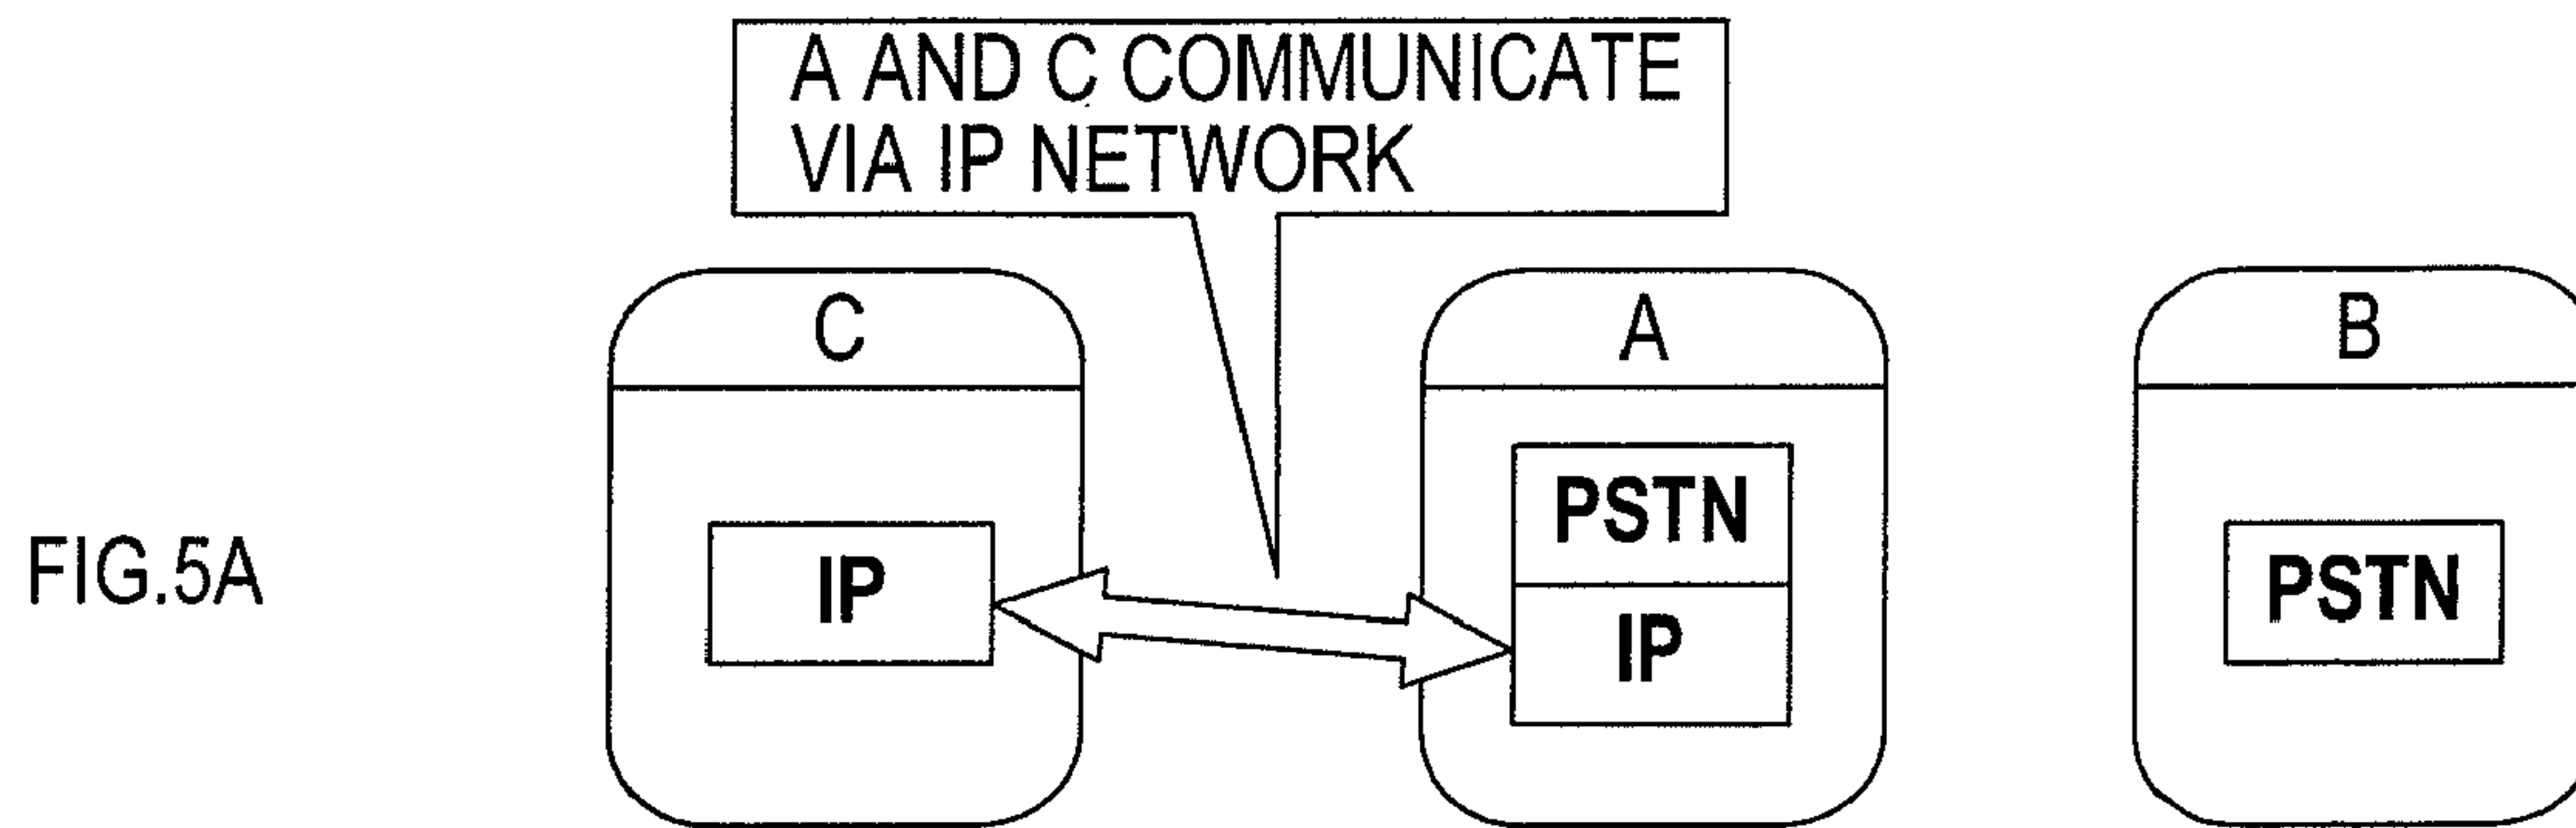 A AND C COMMUNICATE
VIA IP NETWORK
C
A
B
PSTN
IP
IP
PSTN
FIG.5A